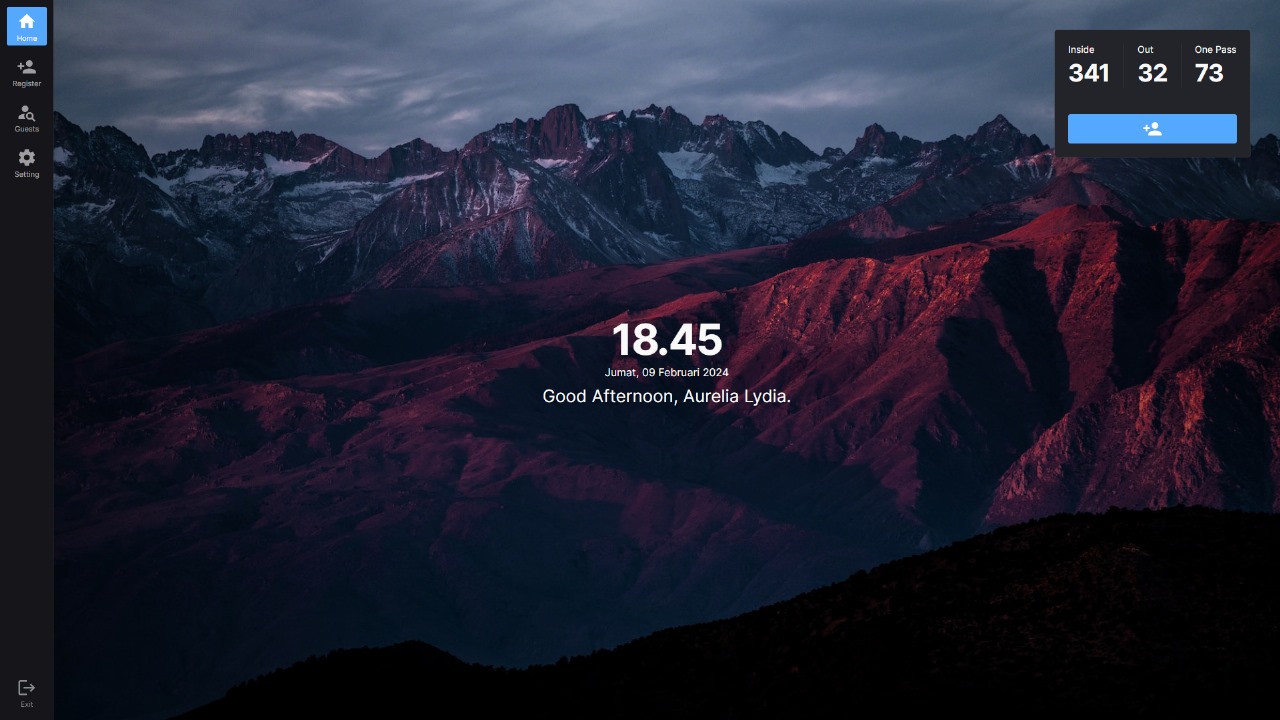 Home
Register
Guests
Setting
Exit
Inside Out One Pass
341 32 73
18.45
Jumat, 09 Februari 2024
Good Afternoon, Aurelia Lydia.